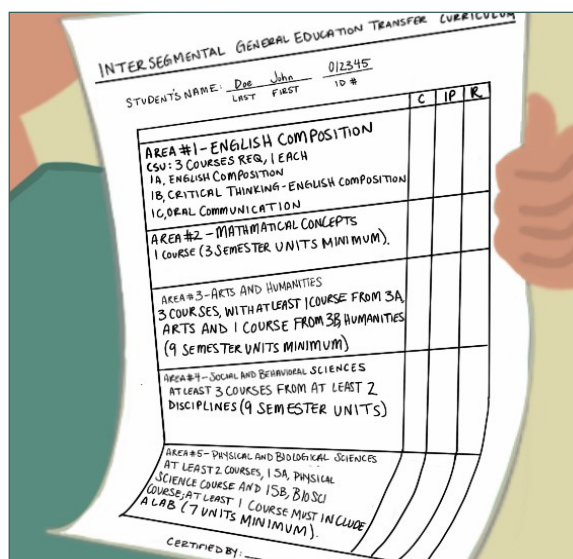 INTERSEGMENTAL GENERAL EDUCATION TRANSFER CURRICULUM
STUDENT'S NAME: Doe John 012345
LAST FIRST ID #
C IP R
AREA #1 - ENGLISH COMPOSITION
CSU: 3 COURSES REQ, 1 EACH
1A, ENGLISH COMPOSITION
1B, CRITICAL THINKING - ENGLISH COMPOSITION
1C, ORAL COMMUNICATION
AREA #2 - MATHMATICAL CONCEPTS
1 COURSE (3 SEMESTER UNITS MINIMUM).
AREA #3 - ARTS AND HUMANITIES
3 COURSES, WITH AT LEAST 1 COURSE FROM 3A,
ARTS AND 1 COURSE FROM 3B, HUMANITIES
(9 SEMESTER UNITS MINIMUM)
AREA #4 - SOCIAL AND BEHAVIORAL SCIENCES
AT LEAST 3 COURSES FROM AT LEAST 2
DISCIPLINES (9 SEMESTER UNITS)
AREA #5 - PHYSICAL AND BIOLOGICAL SCIENCES
AT LEAST 2 COURSES, 1 5A, PHYSICAL
SCIENCE COURSE AND 1 5B, BIO SCI
COURSE; AT LEAST 1 COURSE MUST INCLUDE
A LAB (7 UNITS MINIMUM).
CERTIFIED BY: